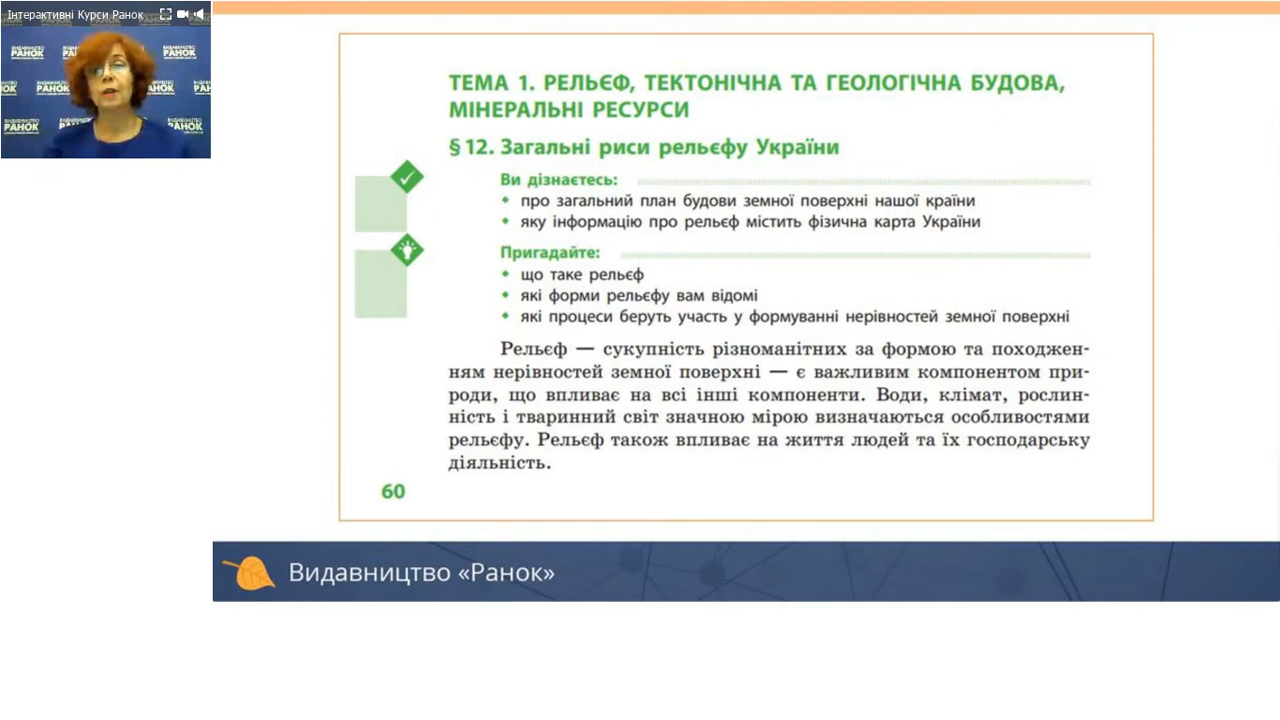 Інтерактивні Курси Ранок
ВИДАВНИЦТВО
РАНОК
ТЕМА 1. РЕЛЬЄФ, ТЕКТОНІЧНА ТА ГЕОЛОГІЧНА БУДОВА,
МІНЕРАЛЬНІ РЕСУРСИ
§ 12. Загальні риси рельєфу України
Ви дізнаєтесь:
• про загальний план будови земної поверхні нашої країни
• яку інформацію про рельєф містить фізична карта України
Пригадайте:
• що таке рельєф
• які форми рельєфу вам відомі
• які процеси беруть участь у формуванні нерівностей земної поверхні
Рельєф — сукупність різноманітних за формою та походжен-
ням нерівностей земної поверхні — є важливим компонентом при-
роди, що впливає на всі інші компоненти. Води, клімат, рослин-
ність і тваринний світ значною мірою визначаються особливостями
рельєфу. Рельєф також впливає на життя людей та їх господарську
діяльність.
60
Видавництво «Ранок»